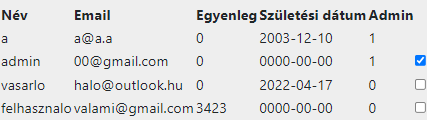 Név Email Egyenleg Születési dátum Admin
a a@a.a 0 2003-12-10 1
admin 00@gmail.com 0 0000-00-00 1
vasarlo halo@outlook.hu 0 2022-04-17 0
felhasznalo valami@gmail.com 3423 0000-00-00 0